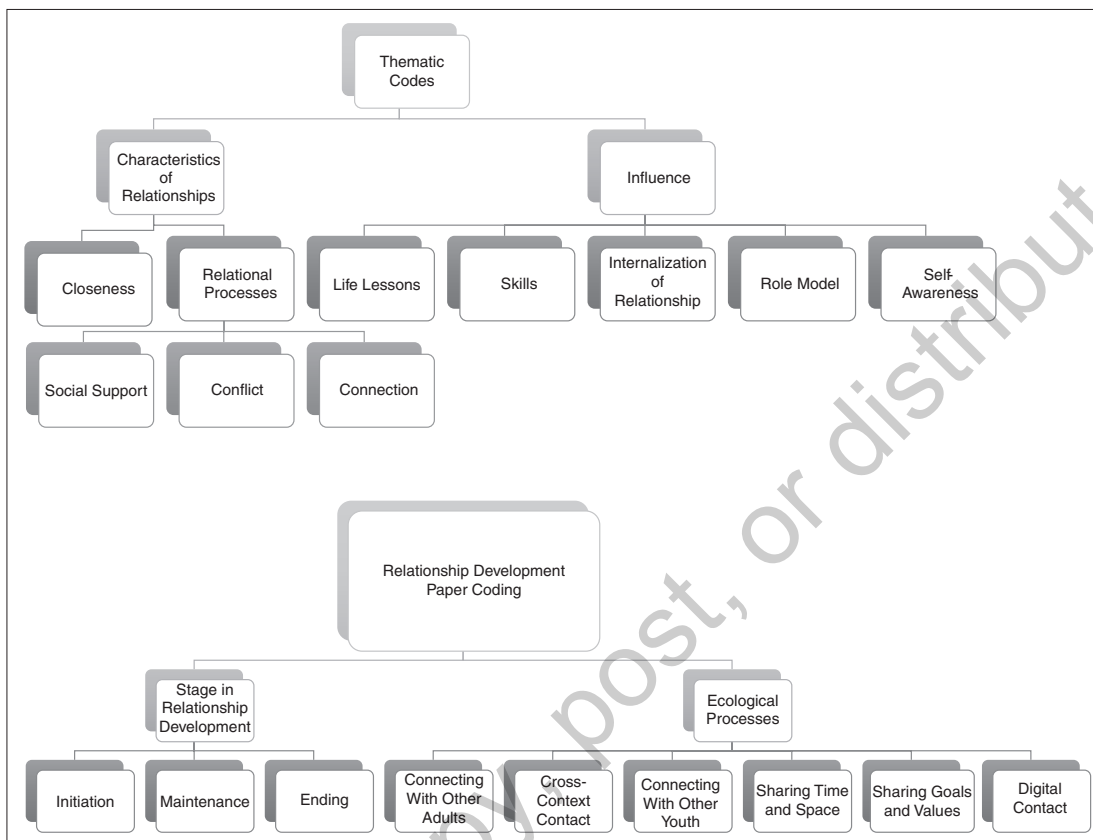 Thematic
Codes
Characteristics
of
Relationships
Influence
Closeness
Relational
Processes
Life Lessons
Skills
Internalization
of
Relationship
Role Model
Self-
Awareness
Social Support
Conflict
Connection
Relationship Development
Paper Coding
Stage in
Relationship
Development
Ecological
Processes
Initiation
Maintenance
Ending
Connecting
With Other
Adults
Cross-
Context
Contact
Connecting
With Other
Youth
Sharing Time
and Space
Sharing Goals
and Values
Digital
Contact
post, or distribut